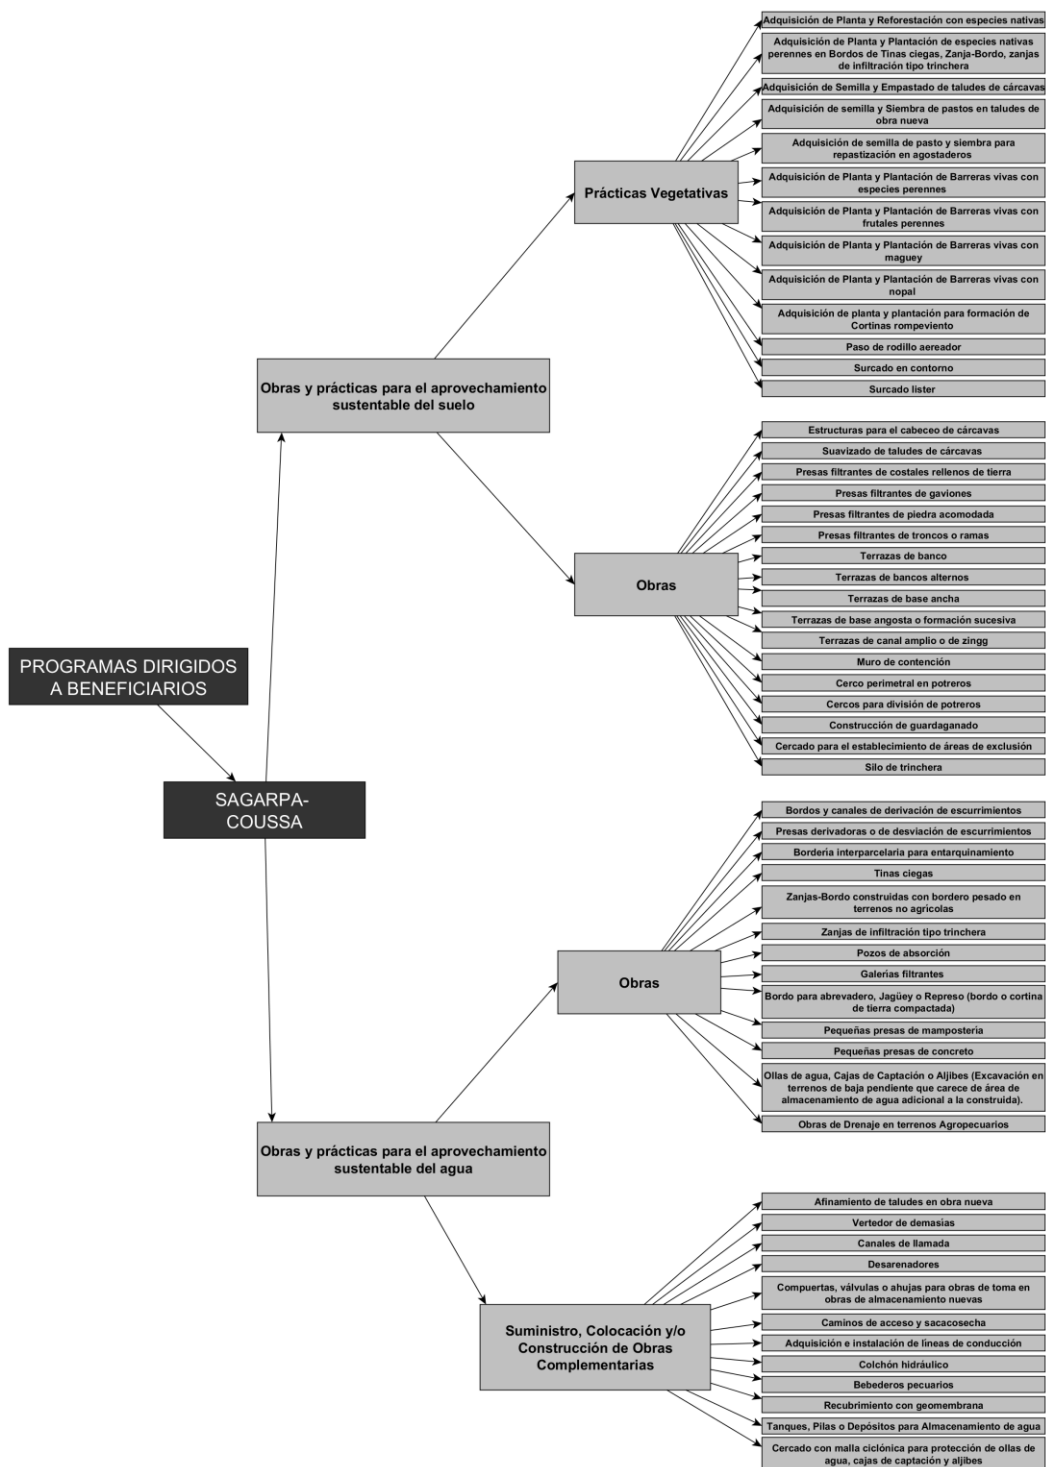 PROGRAMAS DIRIGIDOS
A BENEFICIARIOS
SAGARPA-
COUSSA
Obras y prácticas para el aprovechamiento
sustentable del suelo
Prácticas Vegetativas
Adquisición de Planta y Reforestación con especies nativas
Adquisición de Planta y Plantación de especies nativas
perennes en Bordos de Tinas ciegas, Zanja-Bordo, zanjas
de infiltración tipo trinchera
Adquisición de Semilla y Empastado de taludes de cárcavas
Adquisición de semilla y Siembra de pastos en taludes de
obra nueva
Adquisición de semilla de pasto y siembra para
repastización en agostaderos
Adquisición de Planta y Plantación de Barreras vivas con
especies perennes
Adquisición de Planta y Plantación de Barreras vivas con
frutales perennes
Adquisición de Planta y Plantación de Barreras vivas con
maguey
Adquisición de Planta y Plantación de Barreras vivas con
nopal
Adquisición de planta y plantación para formación de
Cortinas rompeviento
Paso de rodillo aereador
Surcado en contorno
Surcado lister
Obras
Estructuras para el cabeceo de cárcavas
Suavizado de taludes de cárcavas
Presas filtrantes de costales rellenos de tierra
Presas filtrantes de gaviones
Presas filtrantes de piedra acomodada
Presas filtrantes de troncos o ramas
Terrazas de banco
Terrazas de bancos alternos
Terrazas de base ancha
Terrazas de base angosta o formación sucesiva
Terrazas de canal amplio o de zingg
Muro de contención
Cerco perimetral en potreros
Cercos para división de potreros
Construcción de guardaganado
Cercado para el establecimiento de áreas de exclusión
Silo de trinchera
Obras y prácticas para el aprovechamiento
sustentable del agua
Obras
Bordos y canales de derivación de escurrimientos
Presas derivadoras o de desviación de escurrimientos
Bordería interparcelaria para entarquinamiento
Tinas ciegas
Zanjas-Bordo construidas con bordero pesado en
terrenos no agrícolas
Zanjas de infiltración tipo trinchera
Pozos de absorción
Galerías filtrantes
Bordo para abrevadero, Jagüey o Represo (bordo o cortina
de tierra compactada)
Pequeñas presas de mampostería
Pequeñas presas de concreto
Ollas de agua, Cajas de Captación o Aljibes (Excavación en
terrenos de baja pendiente que carece de área de
almacenamiento de agua adicional a la construida).
Obras de Drenaje en terrenos Agropecuarios
Suministro, Colocación y/o
Construcción de Obras
Complementarias
Afinamiento de taludes en obra nueva
Vertedor de demasías
Canales de llamada
Desarenadores
Compuertas, válvulas o ahujas para obras de toma en
obras de almacenamiento nuevas
Caminos de acceso y sacacosecha
Adquisición e instalación de líneas de conducción
Colchón hidráulico
Bebederos pecuarios
Recubrimiento con geomembrana
Tanques, Pilas o Depósitos para Almacenamiento de agua
Cercado con malla ciclónica para protección de ollas de
agua, cajas de captación y aljibes